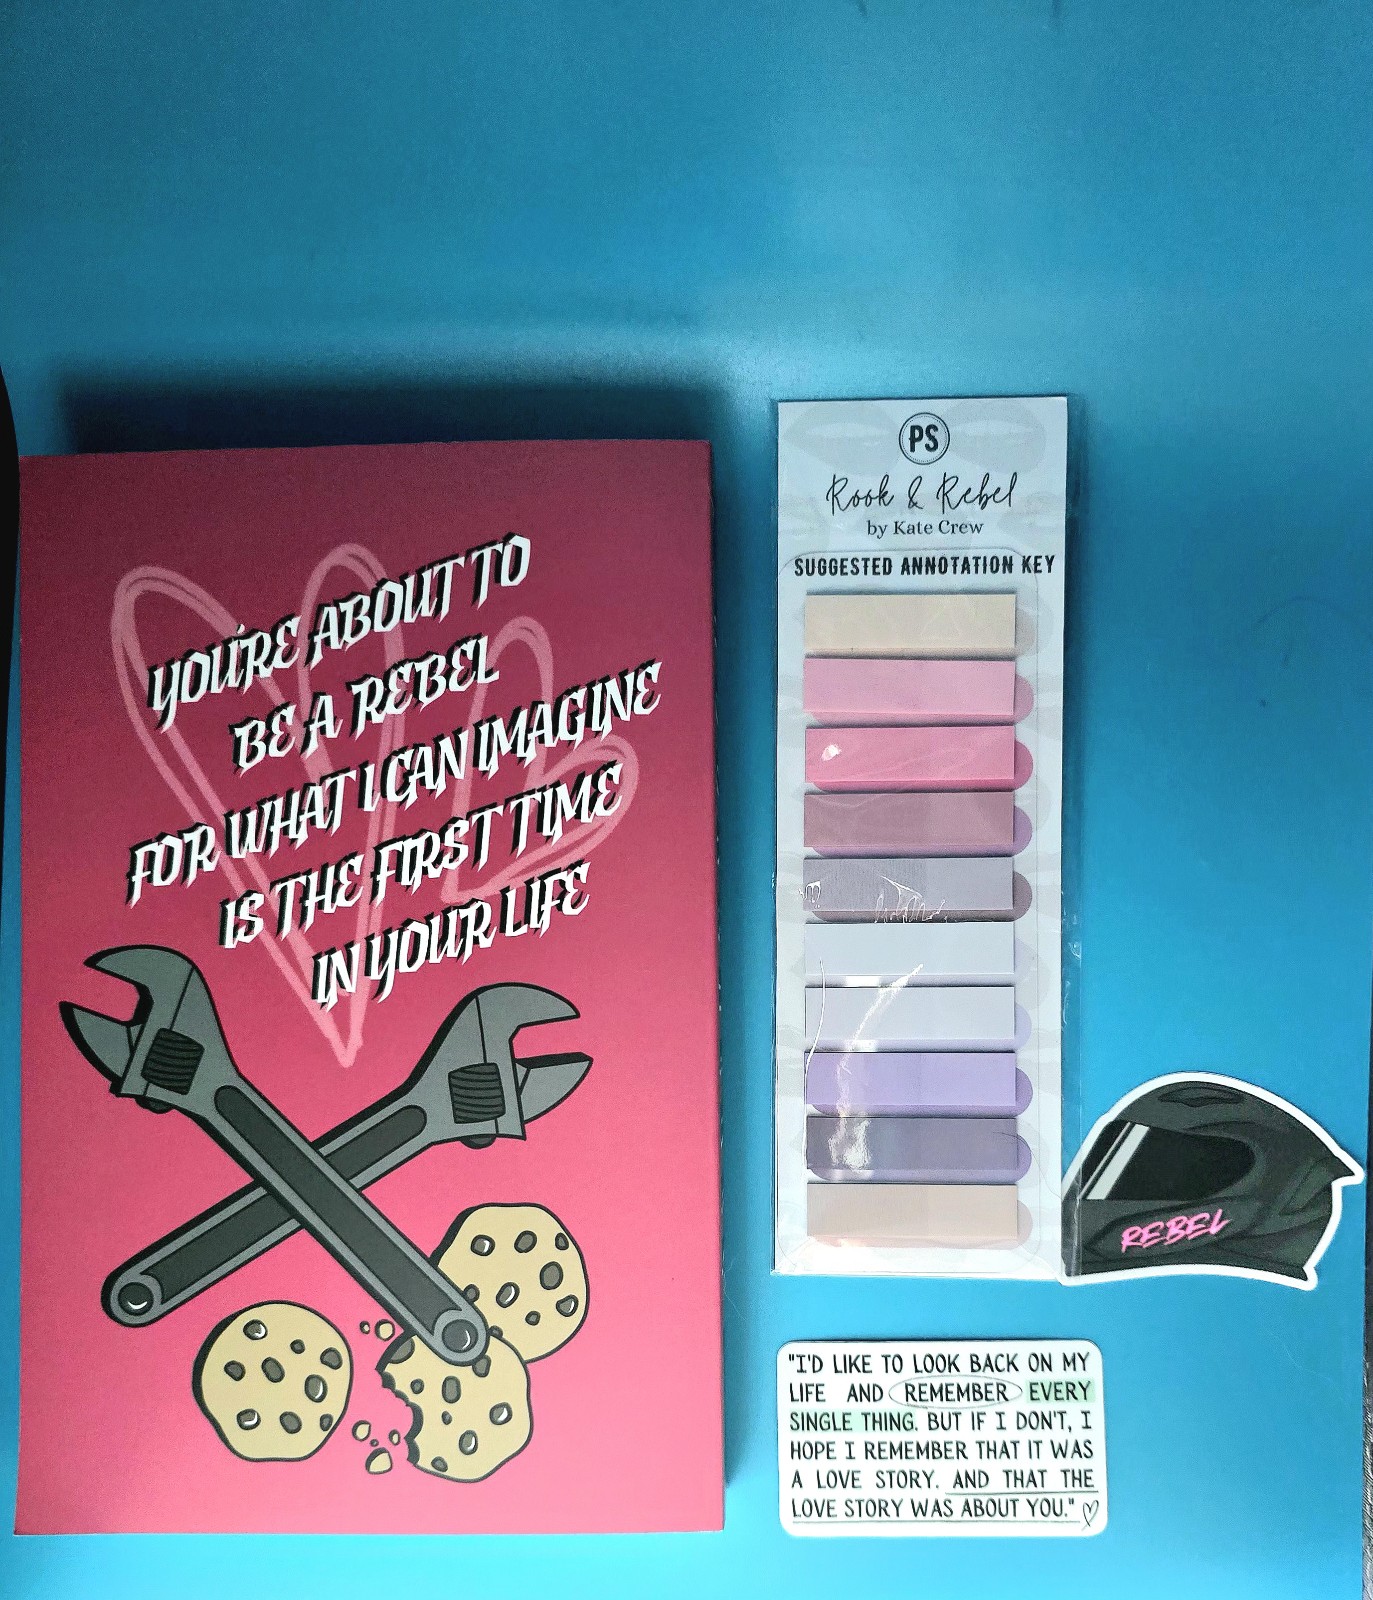 YOU'RE ABOUT TO
BE A REBEL
FOR WHAT I CAN IMAGINE
IS THE FIRST TIME
IN YOUR LIFE
PS
Rook & Rebel
by Kate Crew
SUGGESTED ANNOTATION KEY
REBEL
"I'D LIKE TO LOOK BACK ON MY
LIFE AND REMEMBER EVERY
SINGLE THING. BUT IF I DON'T, I
HOPE I REMEMBER THAT IT WAS
A LOVE STORY. AND THAT THE
LOVE STORY WAS ABOUT YOU."